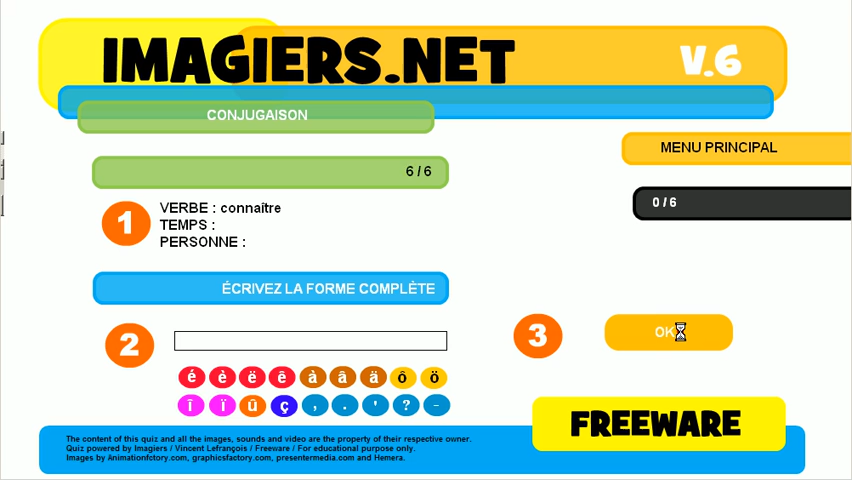 IMAGIERS.NET
V.6
CONJUGAISON
MENU PRINCIPAL
6 / 6
0 / 6
1
VERBE : connaître
TEMPS :
PERSONNE :
ÉCRIVEZ LA FORME COMPLÈTE
2
3
OK
é è ë ê à â ä ô ö
î ï û ç , . ' ? -
FREEWARE
The content of this quiz and all the images, sounds and video are the property of their respective owner.
Quiz powered by Imagiers / Vincent Lefrançois / Freeware / For educational purpose only.
Images by Animationfctory.com, graphicsfactory.com, presentermedia.com and Hemera.